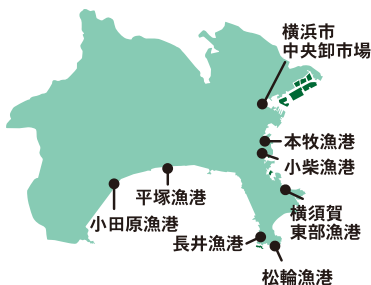 横浜市
中央卸市場
本牧漁港
小柴漁港
横須賀
東部漁港
平塚漁港
小田原漁港
長井漁港
松輪漁港